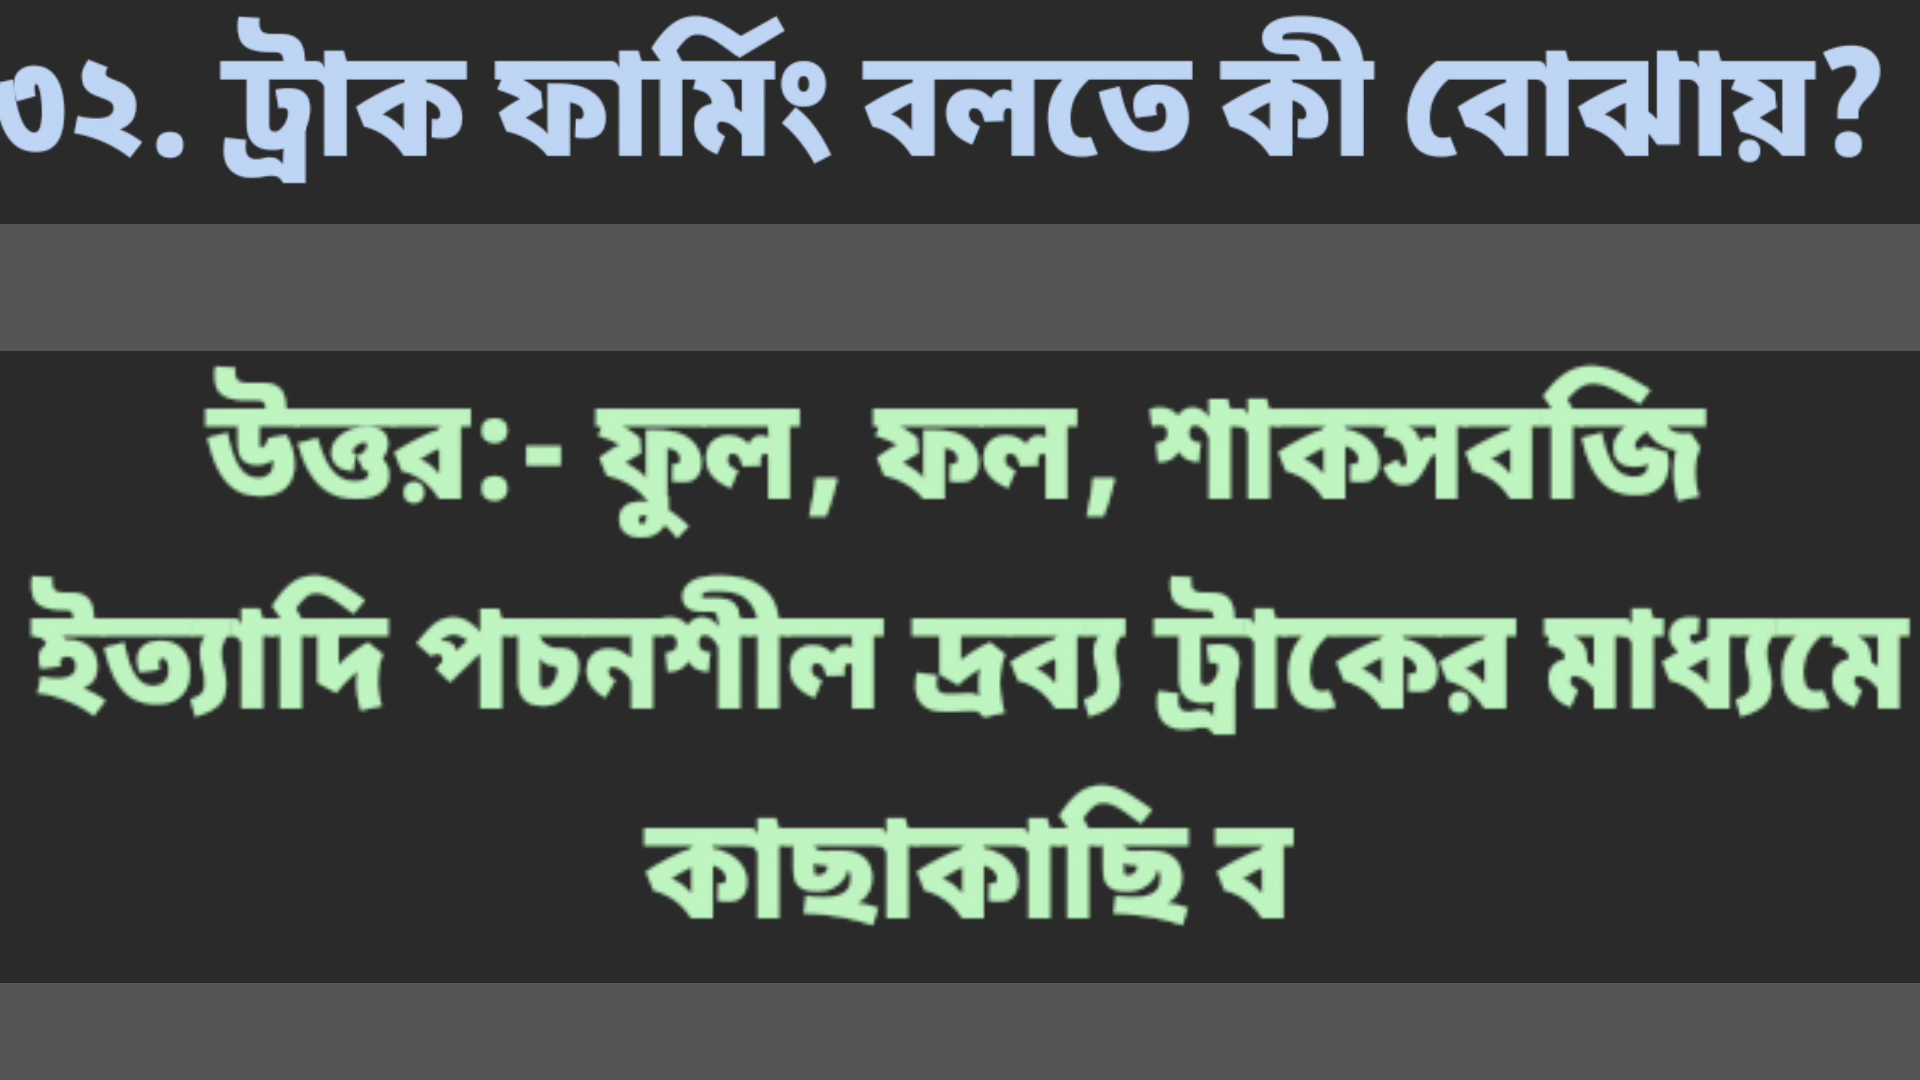 ৩২. ট্রাক ফার্মিং বলতে কী বোঝায়?
উত্তর:- ফুল, ফল, শাকসবজি
ইত্যাদি পচনশীল দ্রব্য ট্রাকের মাধ্যমে
কাছাকাছি ব